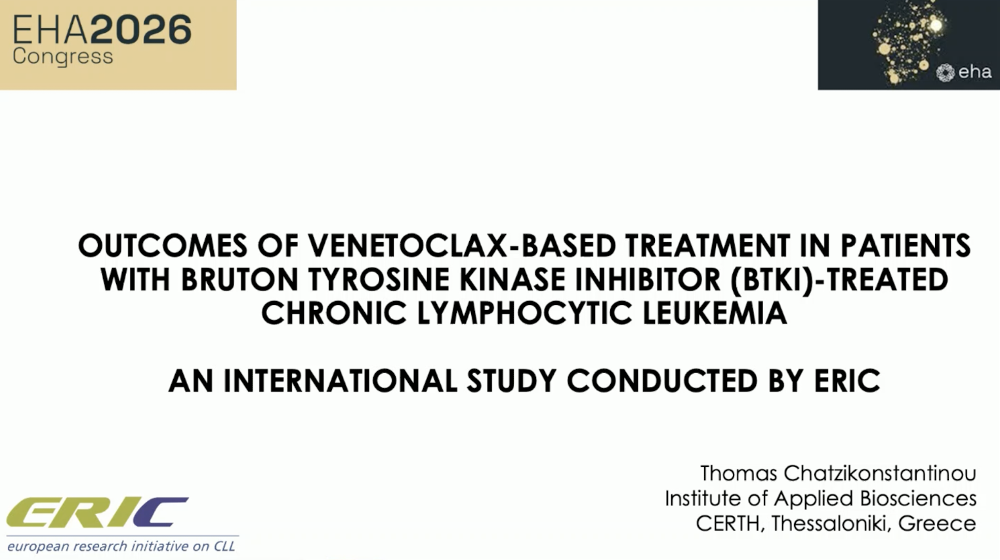 EHA2026
Congress
eha
OUTCOMES OF VENETOCLAX-BASED TREATMENT IN PATIENTS
WITH BRUTON TYROSINE KINASE INHIBITOR (BTKI)-TREATED
CHRONIC LYMPHOCYTIC LEUKEMIA
AN INTERNATIONAL STUDY CONDUCTED BY ERIC
Thomas Chatzikonstantinou
Institute of Applied Biosciences
CERTH, Thessaloniki, Greece
ERIC
european research initiative on CLL